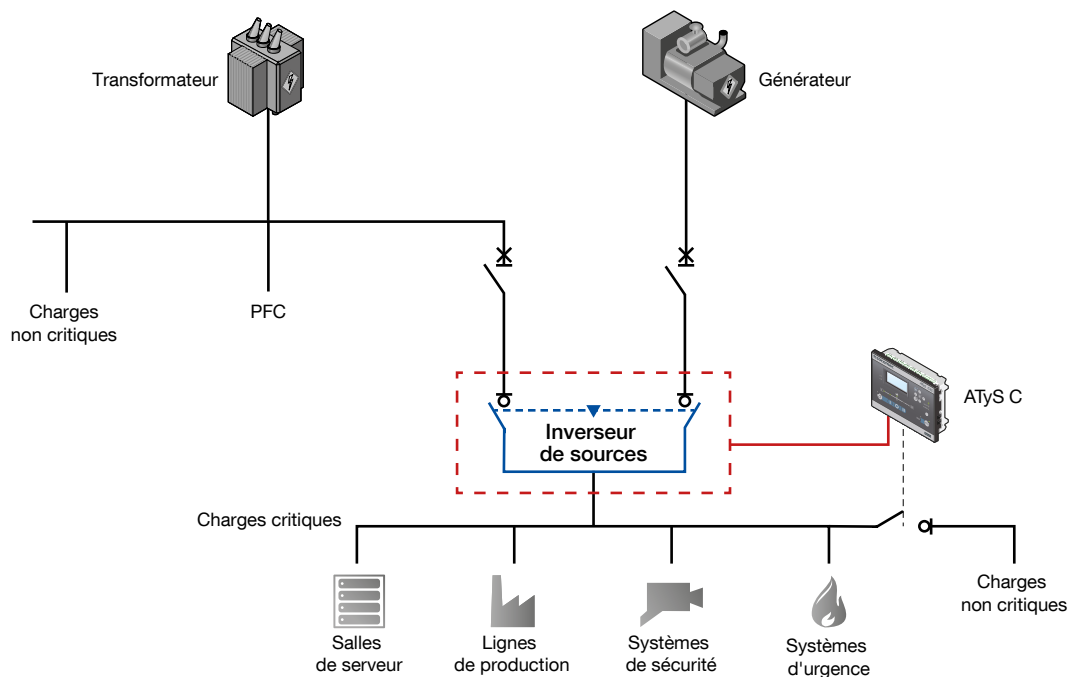 Transformateur
Générateur
Charges
non critiques
PFC
ATyS C
Inverseur
de sources
Charges critiques
Charges
non critiques
Salles
de serveur
Lignes
de production
Systèmes
de sécurité
Systèmes
d'urgence